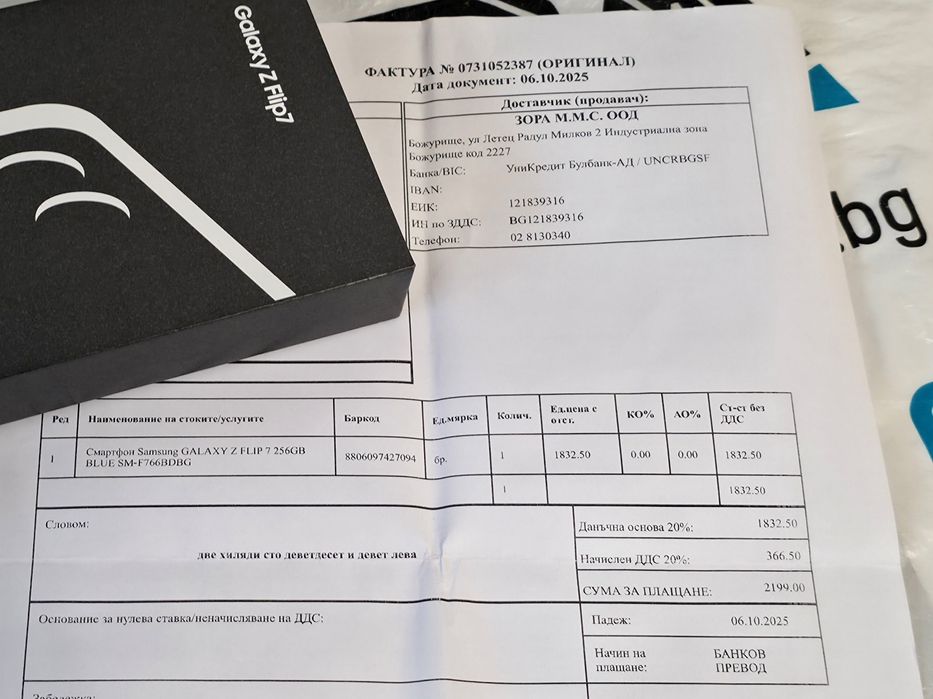 Galaxy Z Flip7
ФАКТУРА № 0731052387 (ОРИГИНАЛ)
Дата документ: 06.10.2025
Доставчик (продавач):
ЗОРА М.М.С. ООД
Божурище, ул Летец Радул Милков 2 Индустриална зона
Божурище код 2227
Банка/BIC: УниКредит Булбанк-АД / UNCRBGSF
IBAN:
ЕИК: 121839316
ИН по ЗДДС: BG121839316
Телефон: 02 8130340
.bg
Ред Наименование на стоките/услугите Баркод Ед.мярка Колич. Ед.цена с отст. КО% ЛО% Ст-ст без ДДС
1 Смартфон Samsung GALAXY Z FLIP 7 256GB 8806097427094 бр. 1 1832.50 0.00 0.00 1832.50
BLUE SM-F766BDBG
1 1832.50
Словом:
две хиляди сто деветдесет и девет лева
Данъчна основа 20%: 1832.50
Начислен ДДС 20%: 366.50
СУМА ЗА ПЛАЩАНЕ: 2199.00
Основание за нулева ставка/неначисляване на ДДС:
Падеж: 06.10.2025
Начин на плащане: БАНКОВ ПРЕВОД
Забележка: